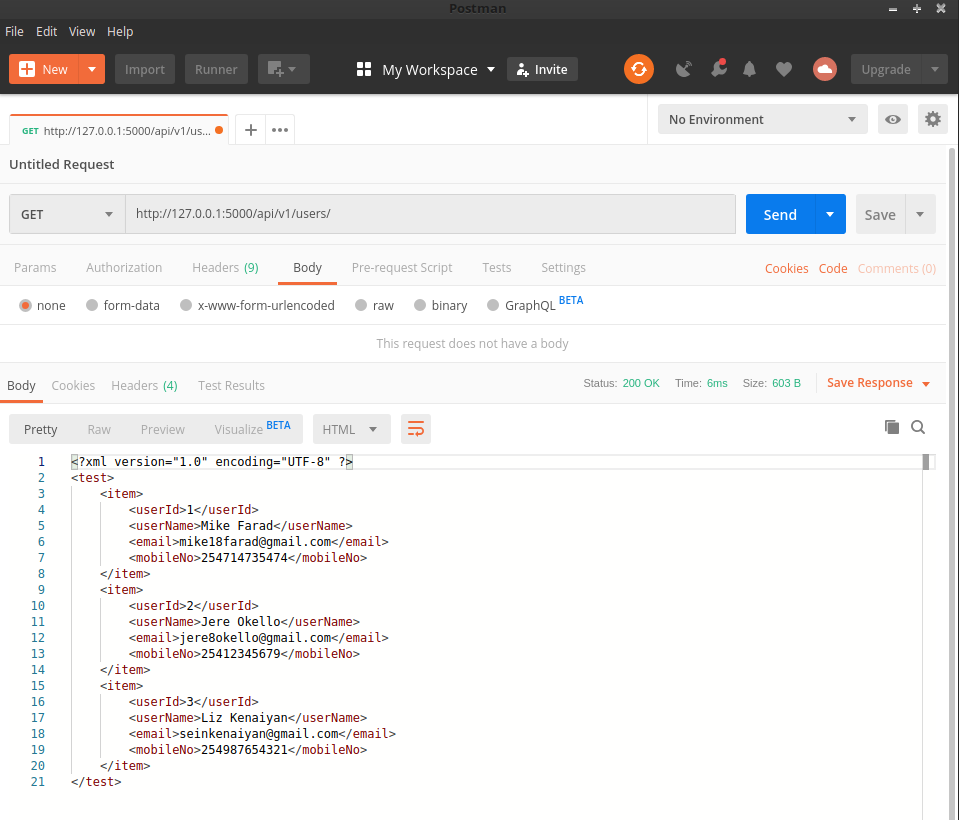 Postman
File Edit View Help
New Import Runner My Workspace Invite Upgrade
GET http://127.0.0.1:5000/api/v1/us... + ••• No Environment
Untitled Request
GET http://127.0.0.1:5000/api/v1/users/ Send Save
Params Authorization Headers (9) Body Pre-request Script Tests Settings Cookies Code Comments (0)
none form-data x-www-form-urlencoded raw binary GraphQL BETA
This request does not have a body
Body Cookies Headers (4) Test Results Status: 200 OK Time: 6ms Size: 603 B Save Response
Pretty Raw Preview Visualize BETA HTML
1 <?xml version="1.0" encoding="UTF-8" ?>
2 <test>
3 <item>
4 <userId>1</userId>
5 <userName>Mike Farad</userName>
6 <email>mike18farad@gmail.com</email>
7 <mobileNo>254714735474</mobileNo>
8 </item>
9 <item>
10 <userId>2</userId>
11 <userName>Jere Okello</userName>
12 <email>jere8okello@gmail.com</email>
13 <mobileNo>25412345679</mobileNo>
14 </item>
15 <item>
16 <userId>3</userId>
17 <userName>Liz Kenaiyan</userName>
18 <email>seinkenaiyan@gmail.com</email>
19 <mobileNo>254987654321</mobileNo>
20 </item>
21 </test>